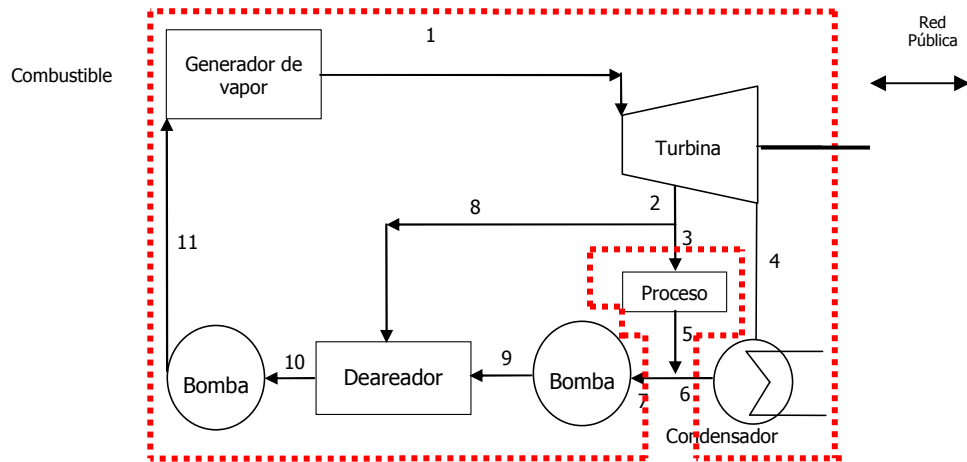 1
Red
Pública
Combustible
Generador de
vapor
Turbina
2
8
3
11
4
Proceso
5
10
9
Bomba
Deareador
Bomba
7
6
Condensador